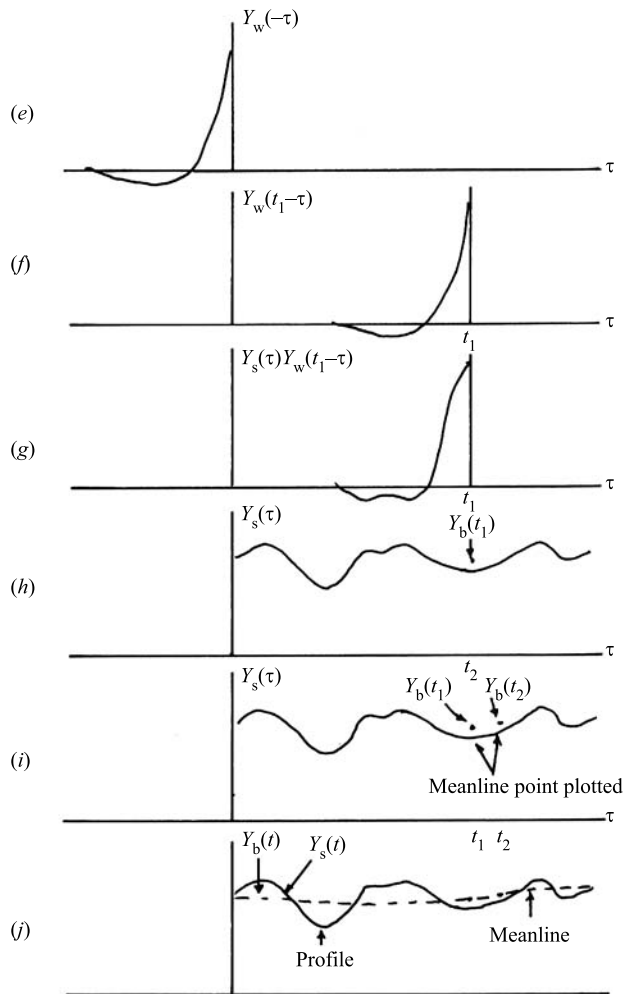 Y_w(−τ)
(e)
τ
Y_w(t_1−τ)
(f)
t_1
τ
Y_s(τ)Y_w(t_1−τ)
(g)
t_1
τ
Y_s(τ)
Y_b(t_1)
(h)
t_2
τ
Y_s(τ)
Y_b(t_1)
Y_b(t_2)
(i)
Meanline point plotted
τ
Y_b(t)
Y_s(t)
t_1 t_2
(j)
Profile
Meanline